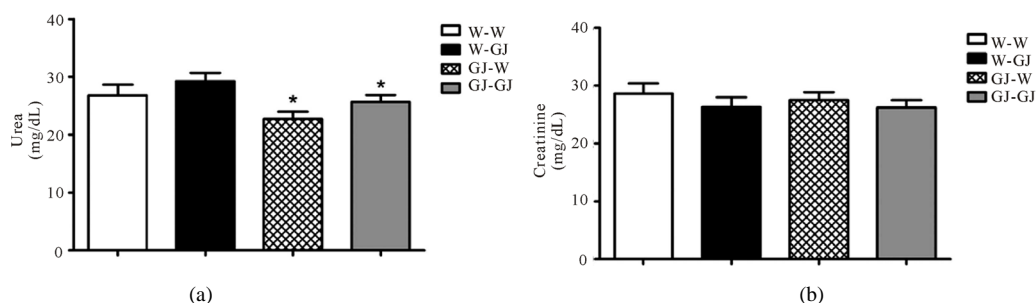 40
30
20
10
0
Urea
(mg/dL)
*
*
W-W
W-GJ
GJ-W
GJ-GJ
(a)
40
30
20
10
0
Creatinine
(mg/dL)
W-W
W-GJ
GJ-W
GJ-GJ
(b)